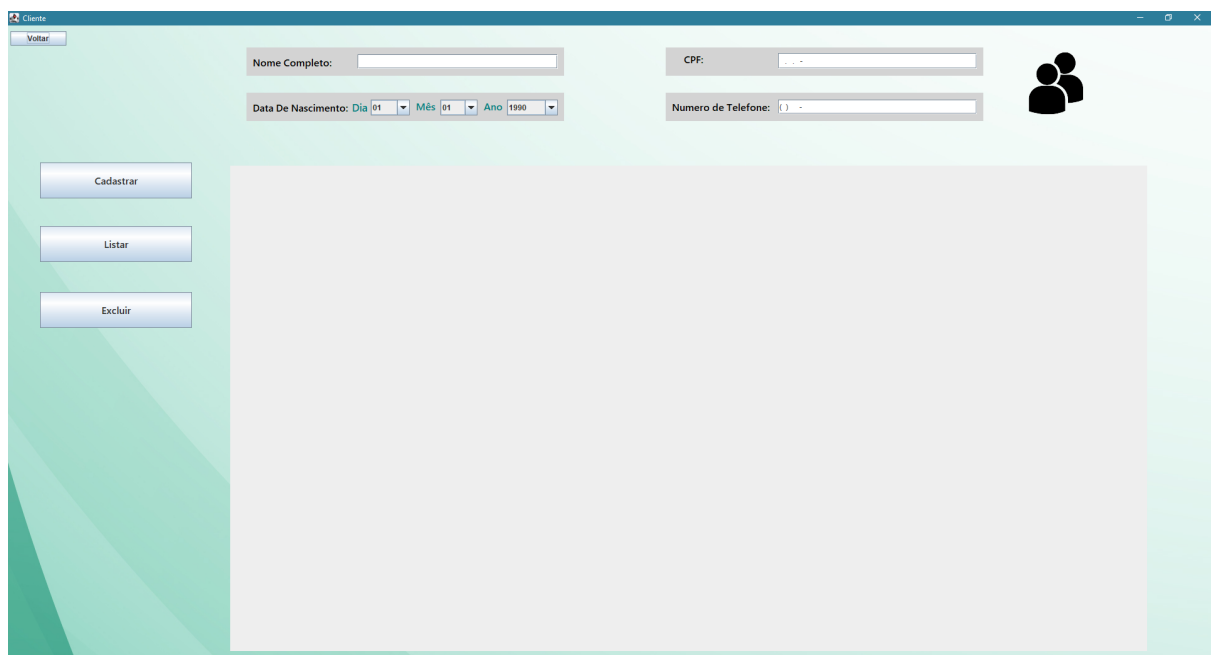 Cliente
Voltar
Nome Completo:
CPF: . . -
Data De Nascimento: Dia 01 Mês 01 Ano 1990
Numero de Telefone: ( ) -
Cadastrar
Listar
Excluir